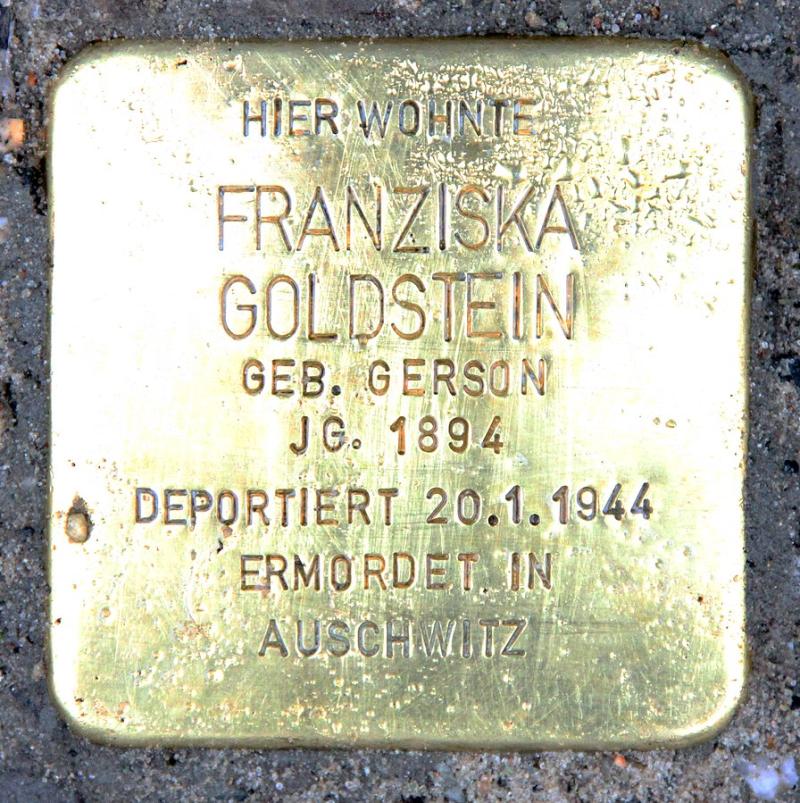 HIER WOHNTE
FRANZISKA
GOLDSTEIN
GEB. GERSON
JG. 1894
DEPORTIERT 20.1.1944
ERMORDET IN
AUSCHWITZ